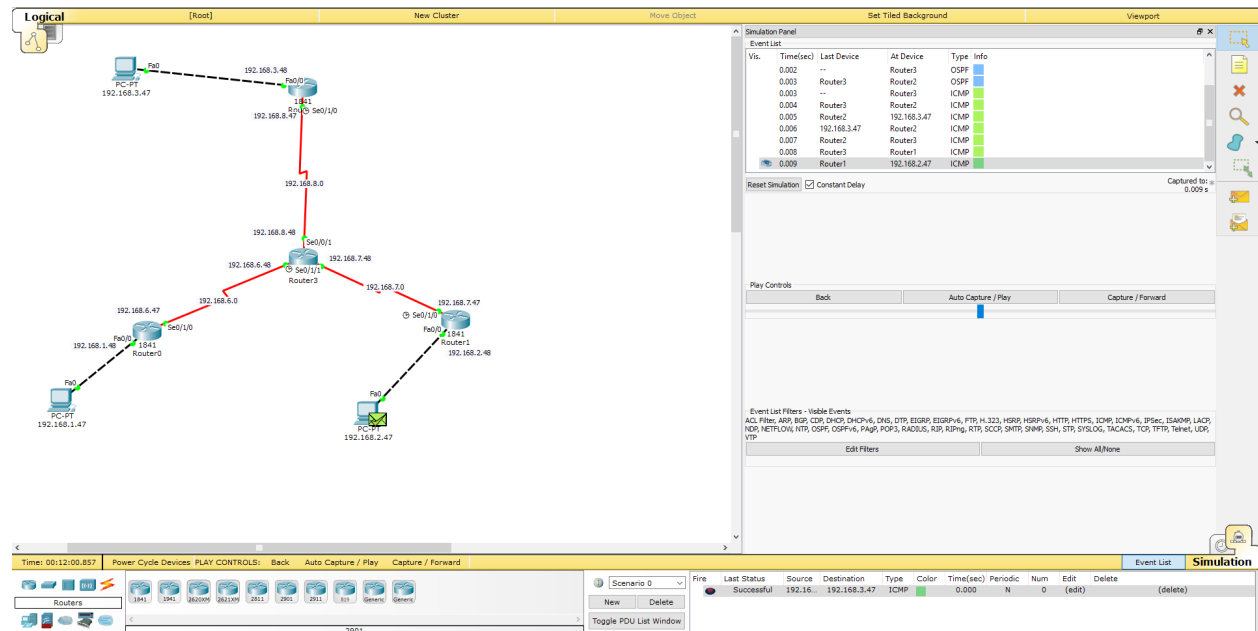 Logical [Root] New Cluster Move Object Set Tiled Background Viewport
Fa0
PC-PT
192.168.3.47
192.168.3.48
Fa0/0
1841
Se0/1/0
192.168.8.47
192.168.8.0
192.168.8.48
Se0/0/1
192.168.6.48
192.168.7.48
Se0/1/1
Router3
192.168.6.0
192.168.7.0
192.168.6.47
Se0/1/0
Fa0/0
192.168.1.48
1841
Router0
192.168.7.47
Se0/1/0
Fa0/0
1841
Router1
192.168.2.48
Fa0
PC-PT
192.168.1.47
Fa0
PC-PT
192.168.2.47
Simulation Panel
Event List
Vis. Time(sec) Last Device At Device Type Info
0.002 -- Router3 OSPF
0.003 Router3 Router2 OSPF
0.003 -- Router3 ICMP
0.004 Router3 Router2 ICMP
0.005 Router2 192.168.3.47 ICMP
0.006 192.168.3.47 Router2 ICMP
0.007 Router2 Router3 ICMP
0.008 Router3 Router1 ICMP
0.009 Router1 192.168.2.47 ICMP
Reset Simulation Constant Delay
Captured to:
0.009 s
Play Controls
Back Auto Capture / Play Capture / Forward
Event List Filters - Visible Events
ACL Filter, ARP, BGP, CDP, DHCP, DHCPv6, DNS, DTP, EIGRP, EIGRPv6, FTP, H.323, HSRP, HSRPv6, HTTP, HTTPS, ICMP, ICMPv6, IPSec, ISAKMP, LACP,
NDP, NETFLOW, NTP, OSPF, OSPFv6, PAgP, POP3, RADIUS, RIP, RIPng, RTP, SCCP, SMTP, SNMP, SSH, STP, SYSLOG, TACACS, TCP, TFTP, Telnet, UDP,
VTP
Edit Filters Show All/None
Time: 00:12:00.857 Power Cycle Devices PLAY CONTROLS: Back Auto Capture / Play Capture / Forward Event List Simulation
Routers
1841 1941 2620XM 2621XM 2811 2901 2911 819 Generic Generic
2901
Scenario 0
New Delete
Toggle PDU List Window
Fire Last Status Source Destination Type Color Time(sec) Periodic Num Edit Delete
Successful 192.16... 192.168.3.47 ICMP 0.000 N 0 (edit) (delete)